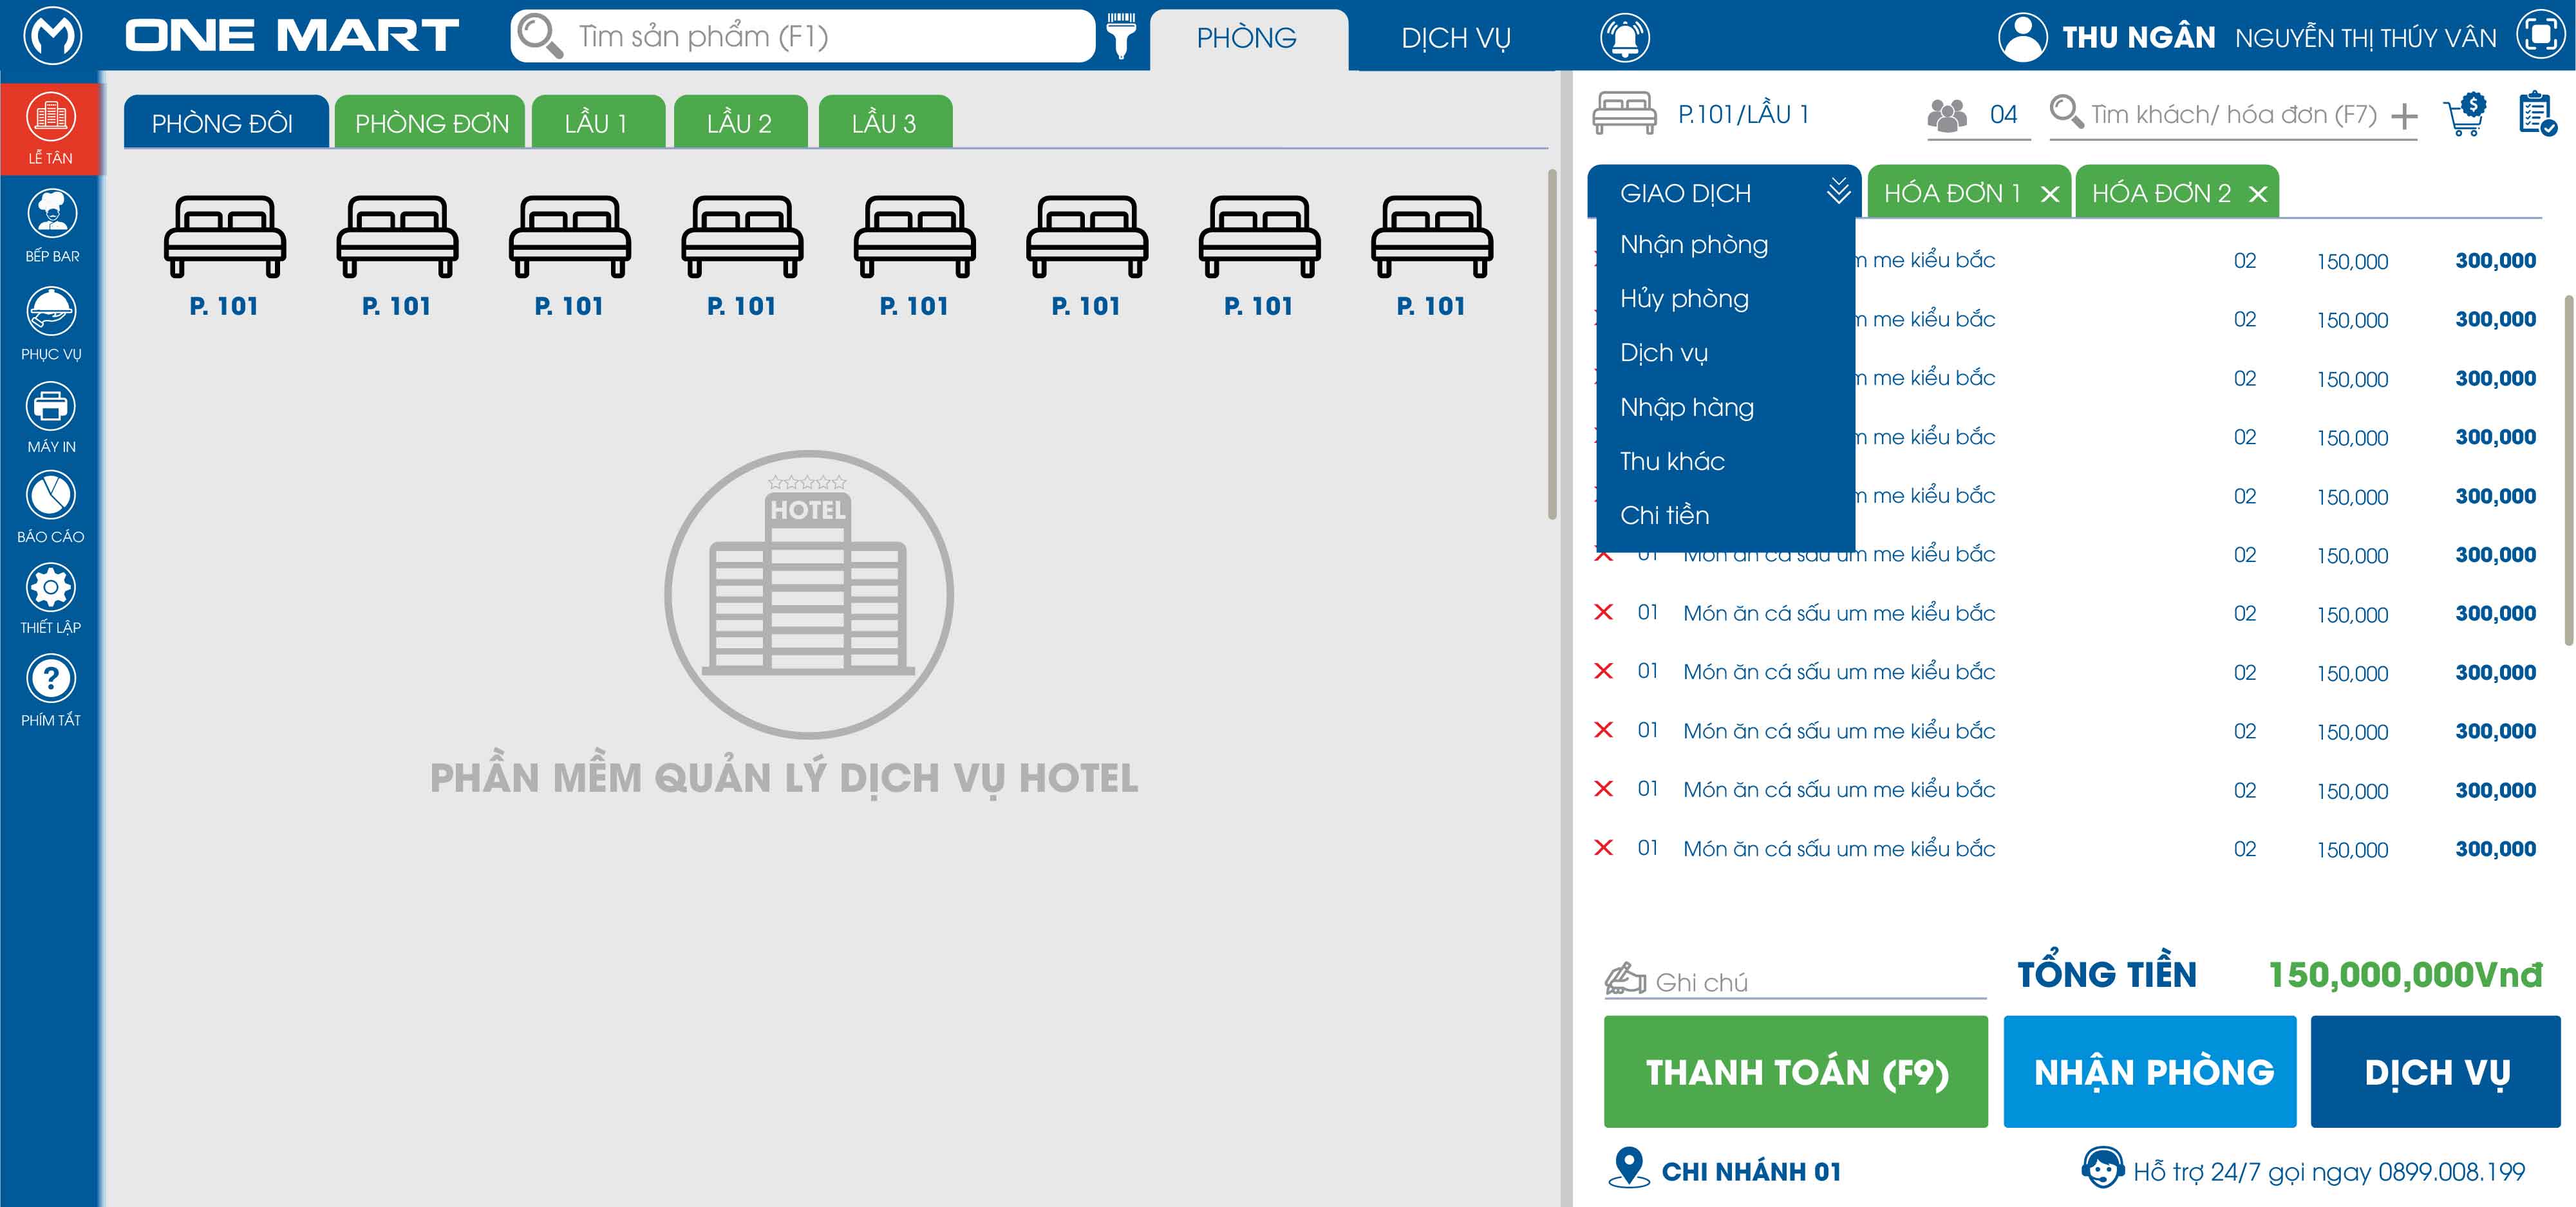 ONE MART
Tìm sản phẩm (F1)
PHÒNG
DỊCH VỤ
THU NGÂN NGUYỄN THỊ THÚY VÂN
LỄ TÂN
BẾP BAR
PHỤC VỤ
MÁY IN
BÁO CÁO
THIẾT LẬP
?
PHÍM TẮT
PHÒNG ĐÔI
PHÒNG ĐƠN
LẦU 1
LẦU 2
LẦU 3
P. 101
P. 101
P. 101
P. 101
P. 101
P. 101
P. 101
P. 101
HOTEL
PHẦN MỀM QUẢN LÝ DỊCH VỤ HOTEL
P.101/LẦU 1
04
Tìm khách/ hóa đơn (F7)
$
GIAO DỊCH
HÓA ĐƠN 1
HÓA ĐƠN 2
Nhận phòng
Hủy phòng
Dịch vụ
Nhập hàng
Thu khác
Chi tiền
me kiểu bắc 02 150,000 300,000
me kiểu bắc 02 150,000 300,000
me kiểu bắc 02 150,000 300,000
me kiểu bắc 02 150,000 300,000
me kiểu bắc 02 150,000 300,000
01 Món ăn cá sấu um me kiểu bắc 02 150,000 300,000
01 Món ăn cá sấu um me kiểu bắc 02 150,000 300,000
01 Món ăn cá sấu um me kiểu bắc 02 150,000 300,000
01 Món ăn cá sấu um me kiểu bắc 02 150,000 300,000
01 Món ăn cá sấu um me kiểu bắc 02 150,000 300,000
01 Món ăn cá sấu um me kiểu bắc 02 150,000 300,000
Ghi chú
TỔNG TIỀN 150,000,000Vnđ
THANH TOÁN (F9)
NHẬN PHÒNG
DỊCH VỤ
CHI NHÁNH 01
Hỗ trợ 24/7 gọi ngay 0899.008.199